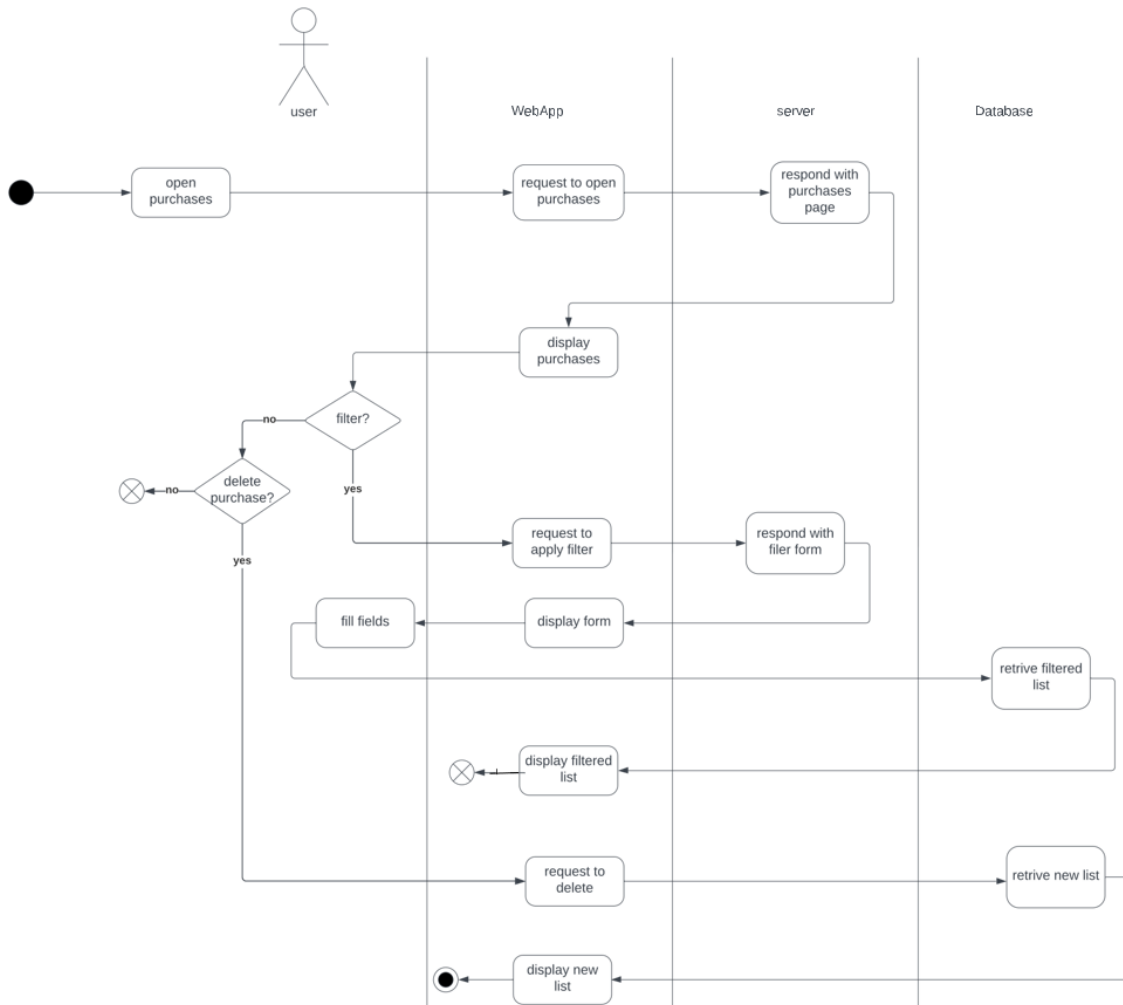 user
WebApp
server
Database
open
purchases
request to open
purchases
respond with
purchases
page
display
purchases
filter?
no
delete
purchase?
no
yes
request to
apply filter
respond with
filer form
yes
fill fields
display form
retrive filtered
list
display filtered
list
request to
delete
retrive new list
display new
list